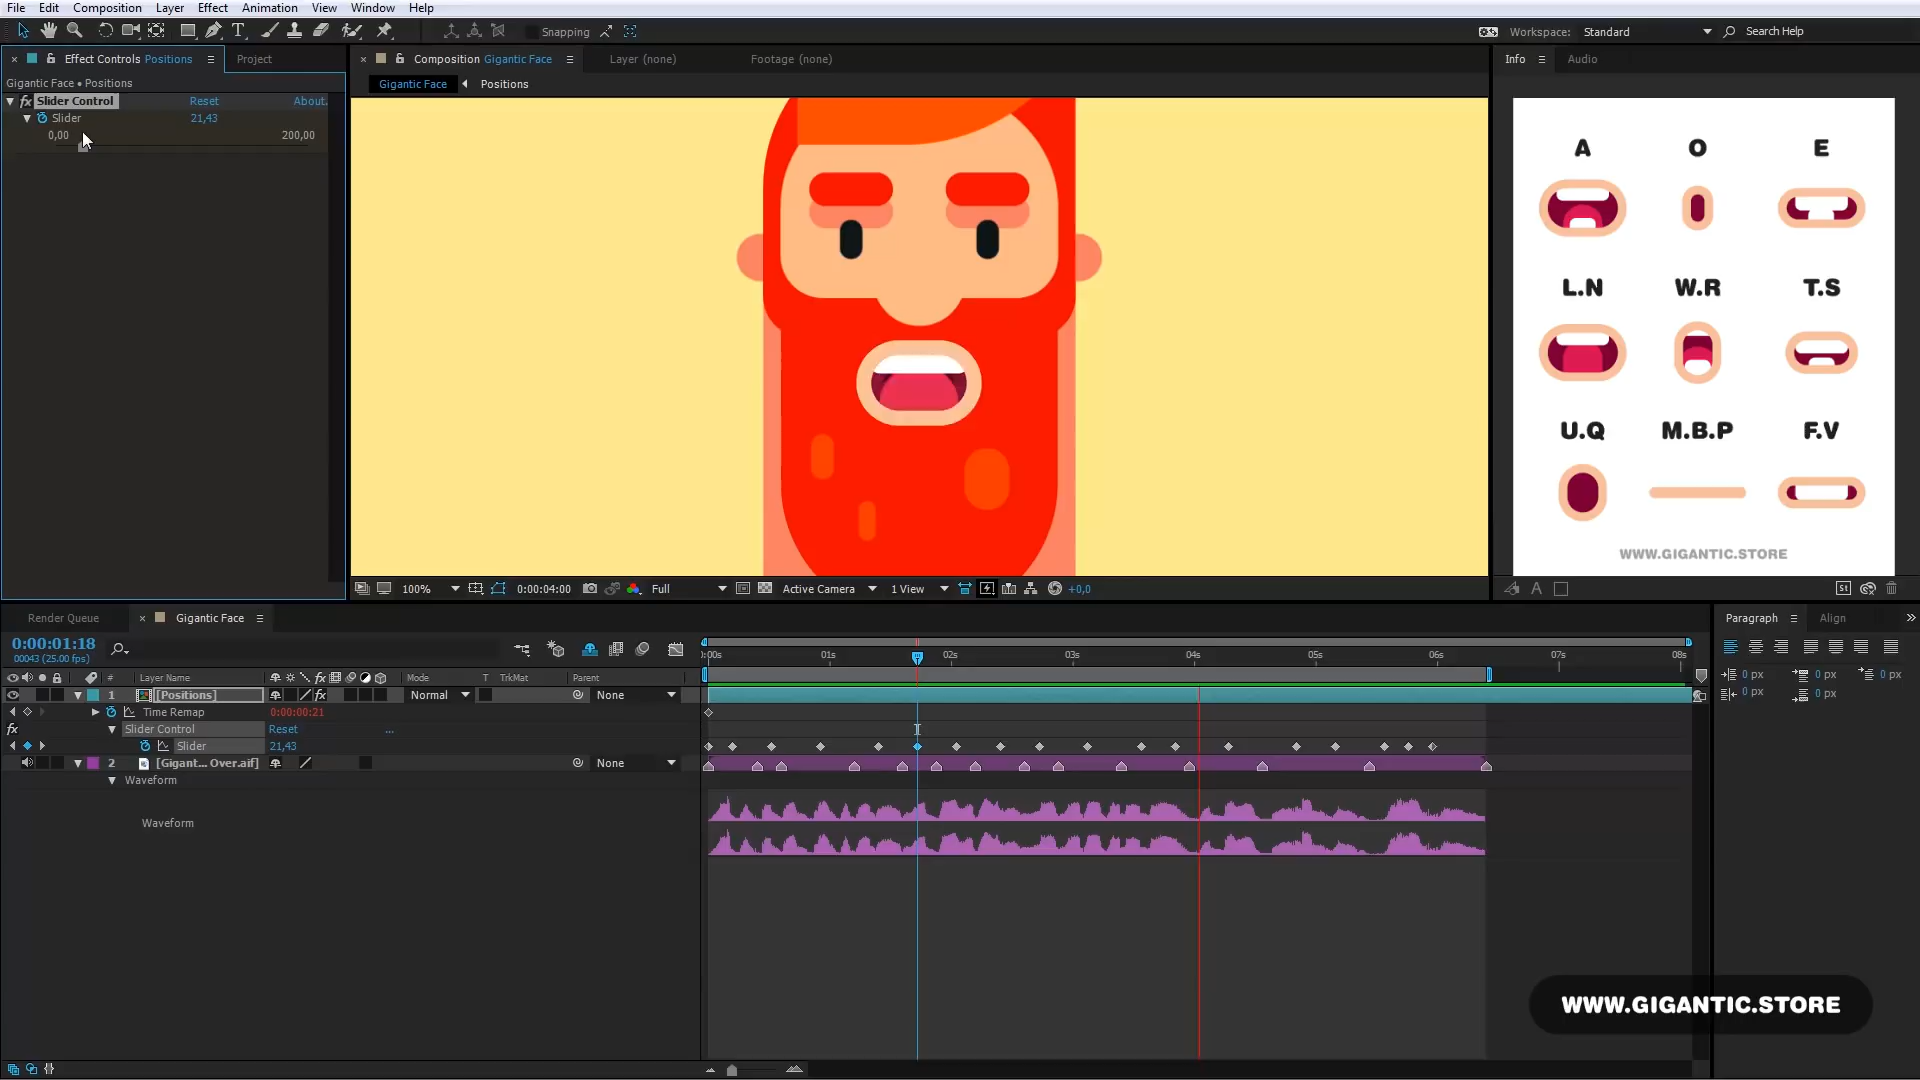 File Edit Composition Layer Effect Animation View Window Help
Snapping
Workspace: Standard
Search Help
Effect Controls Positions
Project
Composition Gigantic Face
Layer (none)
Footage (none)
Info
Audio
Gigantic Face • Positions
Gigantic Face
Positions
fx Slider Control Reset About.
Slider 21,43
0,00 200,00
A O E
L.N W.R T.S
U.Q M.B.P F.V
WWW.GIGANTIC.STORE
100%
0:00:04:00
Full
Active Camera
1 View
+0,0
Render Queue
Gigantic Face
Paragraph
Align
0:00:01:18
00043 (25.00 fps)
:00s 01s 02s 03s 04s 05s 06s 07s 08s
# Layer Name fx Mode T TrkMat Parent
1 [Positions] fx Normal None
Time Remap 0:00:00:21
fx Slider Control Reset ...
Slider 21,43
2 [Gigant... Over.aif] None
Waveform
Waveform
0 px 0 px 0 px
0 px 0 px
WWW.GIGANTIC.STORE